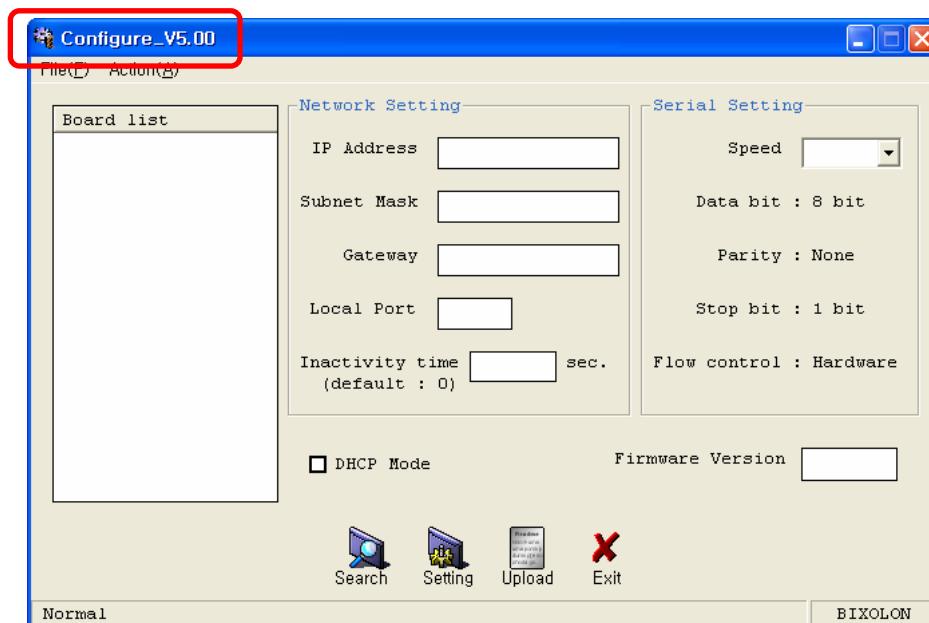 Configure_V5.00
File(F) Action(A)
Board list
Network Setting
IP Address
Subnet Mask
Gateway
Local Port
Inactivity time sec.
(default : 0)
Serial Setting
Speed
Data bit : 8 bit
Parity : None
Stop bit : 1 bit
Flow control : Hardware
DHCP Mode
Firmware Version
Search Setting Upload Exit
Normal BIXOLON